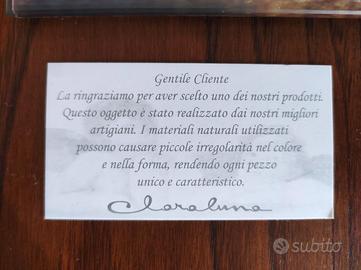 Gentile Cliente
La ringraziamo per aver scelto uno dei nostri prodotti.
Questo oggetto è stato realizzato dai nostri migliori
artigiani. I materiali naturali utilizzati
possono causare piccole irregolarità nel colore
e nella forma, rendendo ogni pezzo
unico e caratteristico.
Claraluna
subito